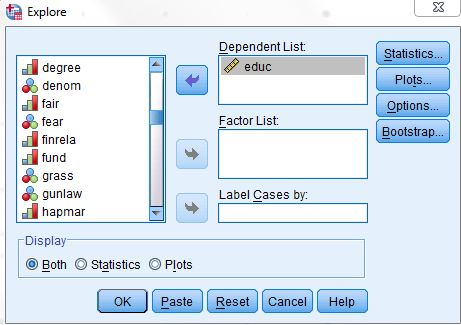 Explore
degree
denom
fair
fear
finrela
fund
grass
gunlaw
hapmar
Dependent List:
educ
Factor List:
Label Cases by:
Statistics...
Plots...
Options...
Bootstrap...
Display
Both Statistics Plots
OK Paste Reset Cancel Help